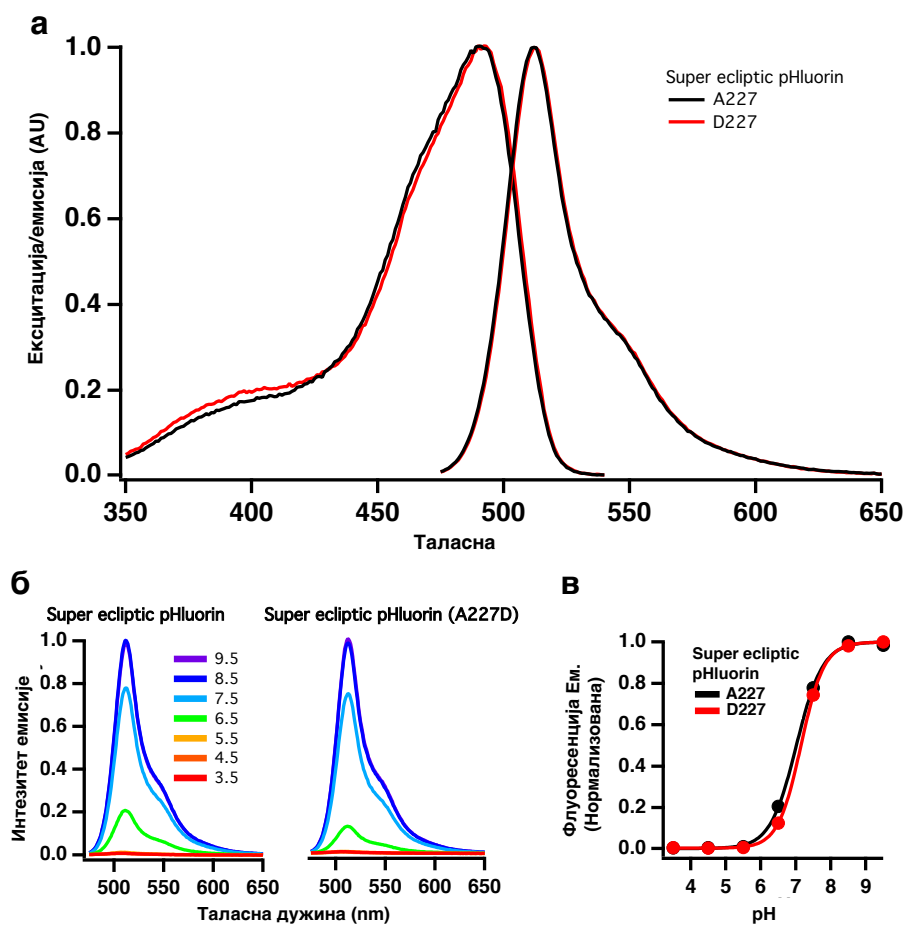 а
1.0
0.8
0.6
0.4
0.2
0.0
Ексцитација/емисија (AU)
Super ecliptic pHluorin
A227
D227
350 400 450 500 550 600 650
Таласна
б
Super ecliptic pHluorin
Super ecliptic pHluorin (A227D)
1.0
0.8
0.6
0.4
0.2
0.0
Интезитет емисије
9.5
8.5
7.5
6.5
5.5
4.5
3.5
500 550 600 650
500 550 600 650
Таласна дужина (nm)
в
1.0
0.8
0.6
0.4
0.2
0.0
Флуоресенција Ем.
(Нормализована)
Super ecliptic
pHluorin
A227
D227
4 5 6 7 8 9
pH